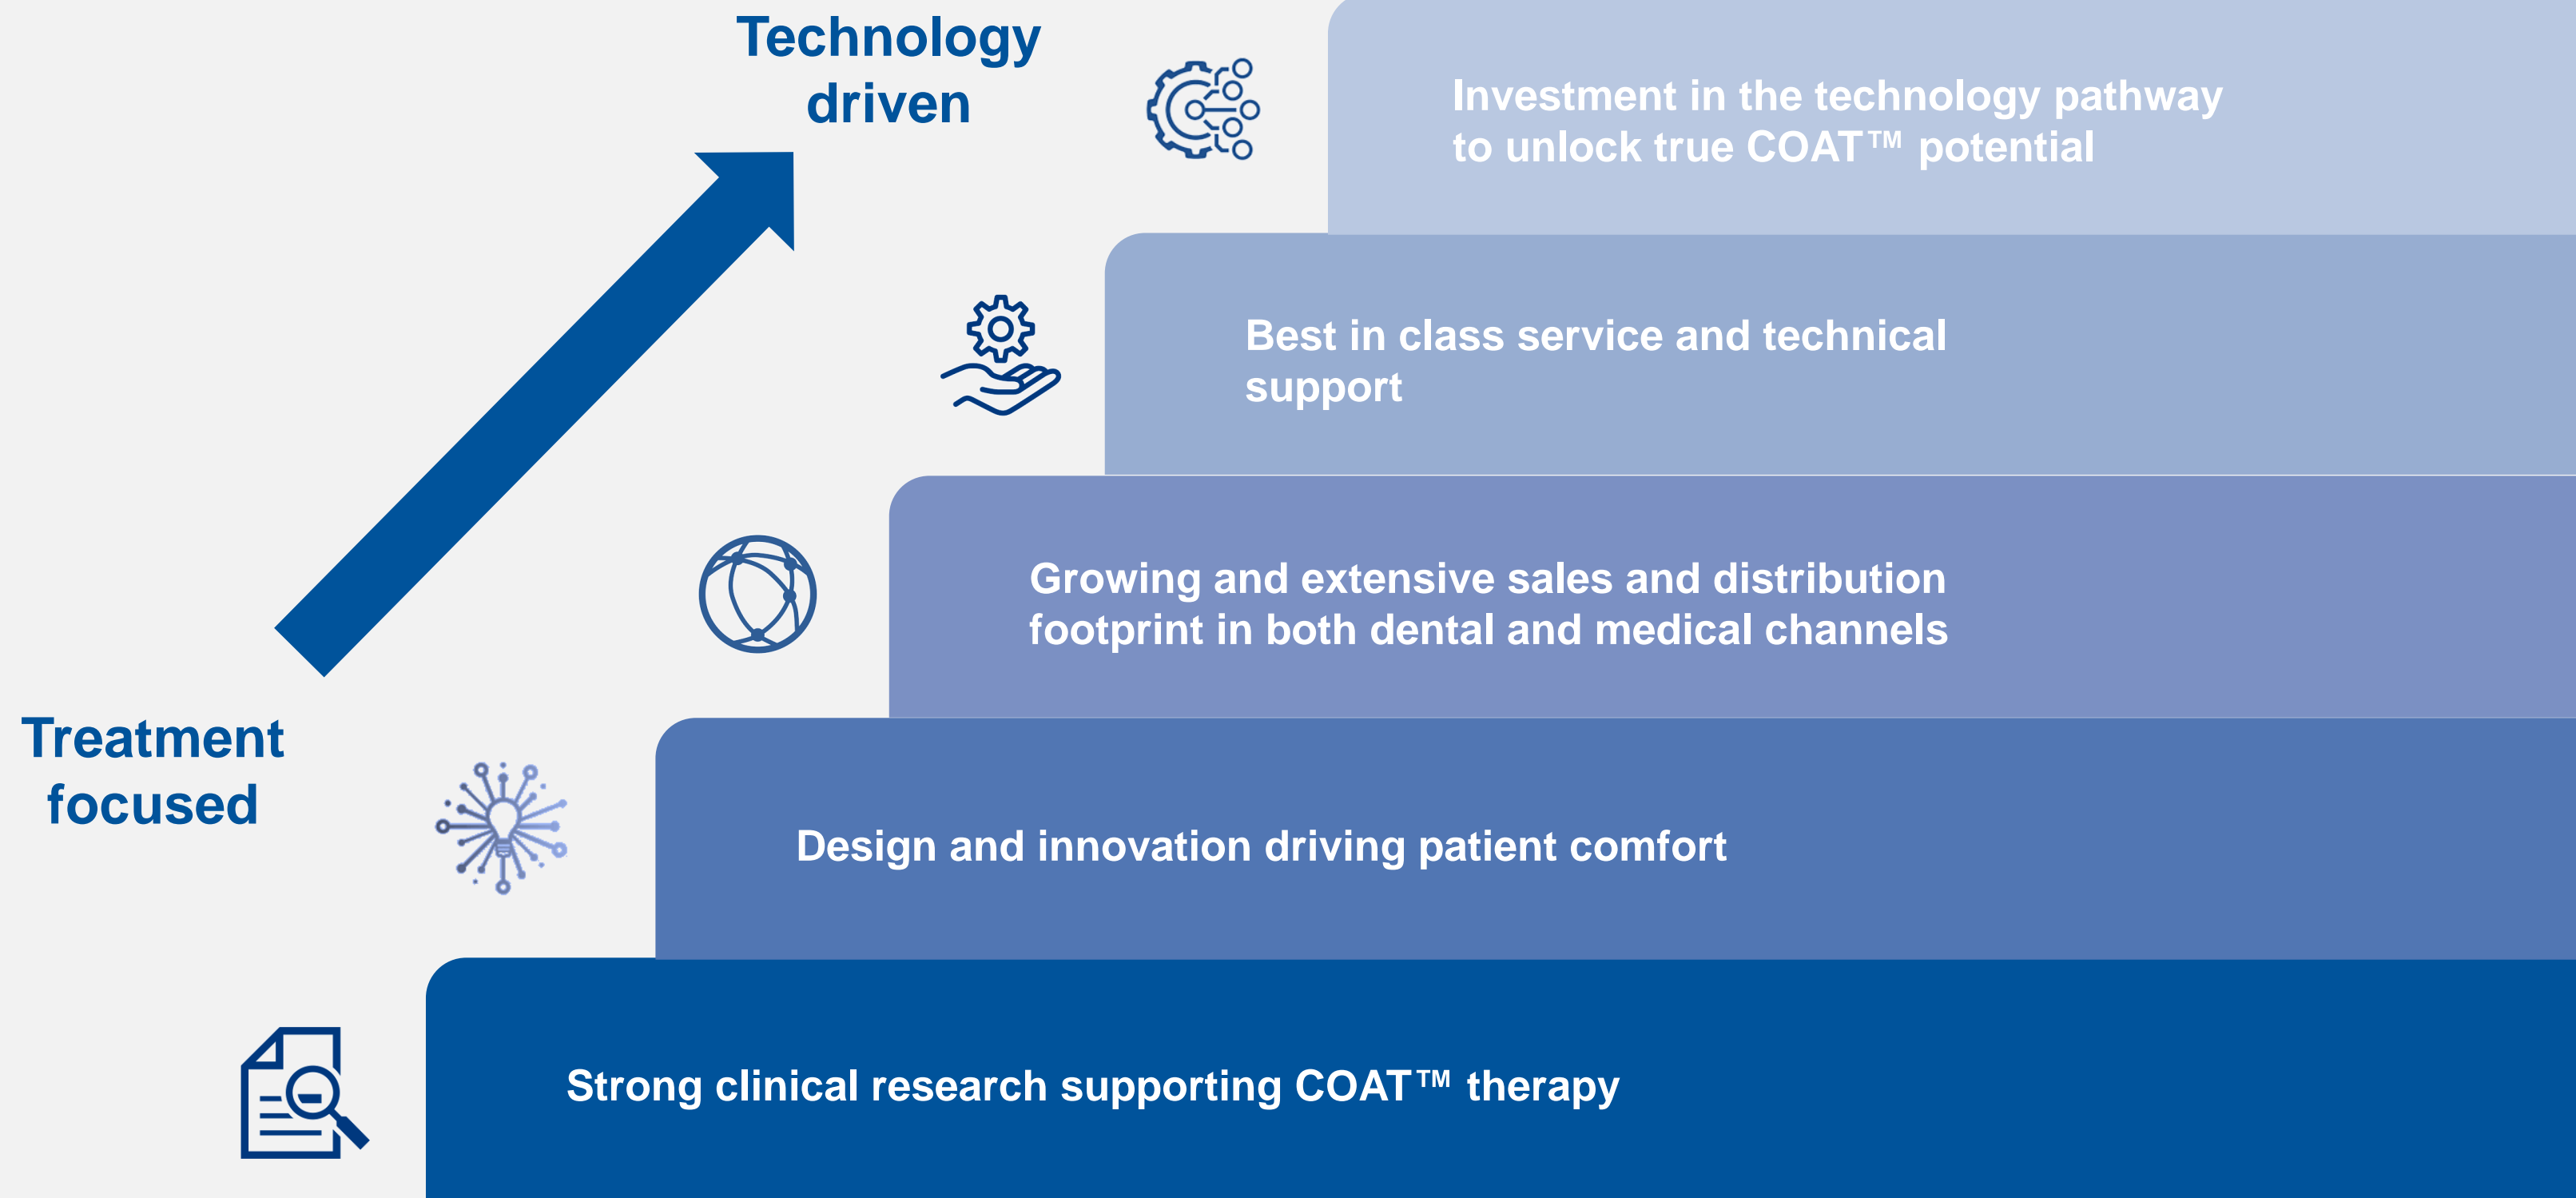 Technology
driven
Investment in the technology pathway
to unlock true COAT™ potential
Best in class service and technical
support
Growing and extensive sales and distribution
footprint in both dental and medical channels
Treatment
focused
Design and innovation driving patient comfort
Strong clinical research supporting COAT™ therapy